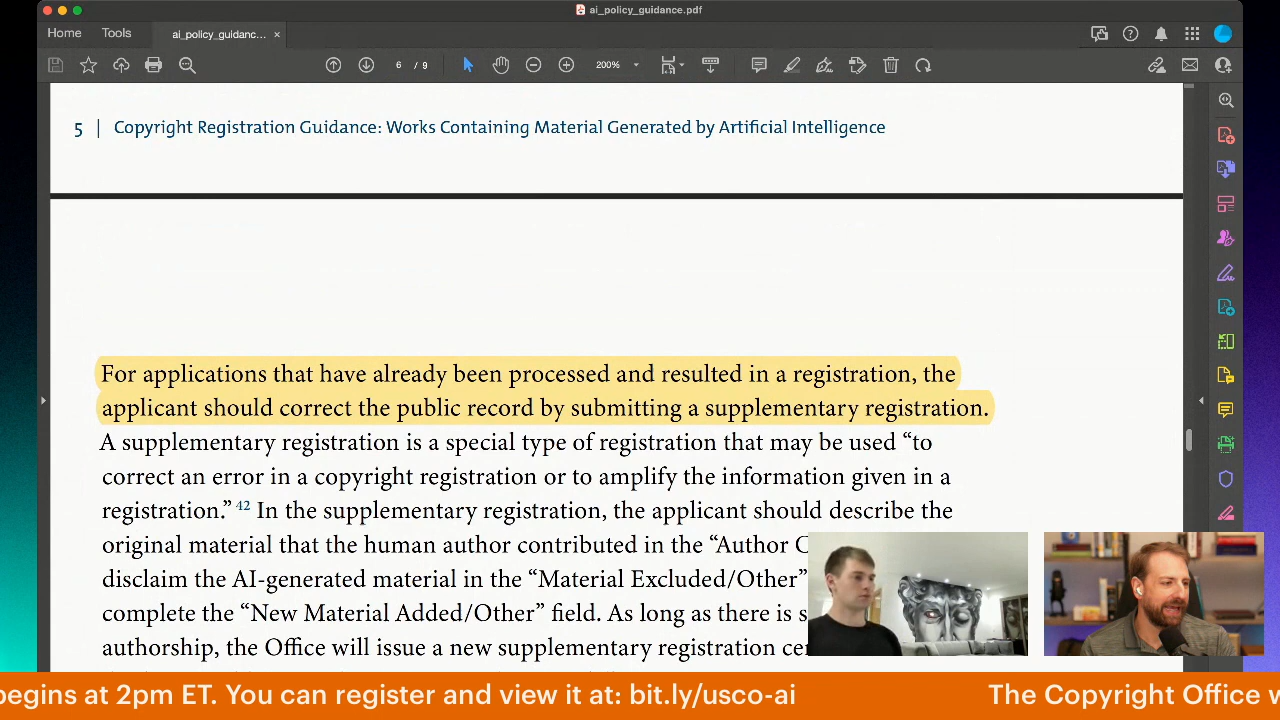 ai_policy_guidance.pdf
Home Tools ai_policy_guidanc... ×
6 / 9 200%
5 | Copyright Registration Guidance: Works Containing Material Generated by Artificial Intelligence
For applications that have already been processed and resulted in a registration, the
applicant should correct the public record by submitting a supplementary registration.
A supplementary registration is a special type of registration that may be used “to
correct an error in a copyright registration or to amplify the information given in a
registration.” 42 In the supplementary registration, the applicant should describe the
original material that the human author contributed in the “Author
disclaim the AI-generated material in the “Material Excluded/Other”
complete the “New Material Added/Other” field. As long as there is
authorship, the Office will issue a new supplementary registration
begins at 2pm ET. You can register and view it at: bit.ly/usco-ai The Copyright Office